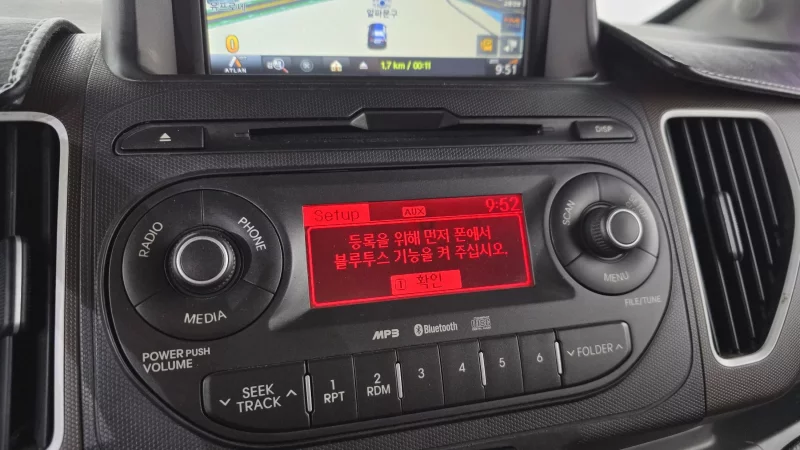 알마문구
0
ATLAN
1.7 km / 00:11
9:51
DISP
Setup
AUX
9:52
등록을 위해 먼저 폰에서
블루투스 기능을 켜 주십시오.
1 확인
RADIO
PHONE
MEDIA
SCAN
MENU
FILE/TUNE
POWER PUSH
VOLUME
MP3
Bluetooth
SEEK
TRACK
1
RPT
2
RDM
3
4
5
6
FOLDER